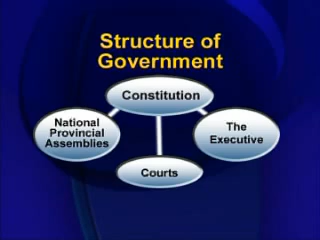 Structure of
Government
Constitution
National
Provincial
Assemblies
The
Executive
Courts